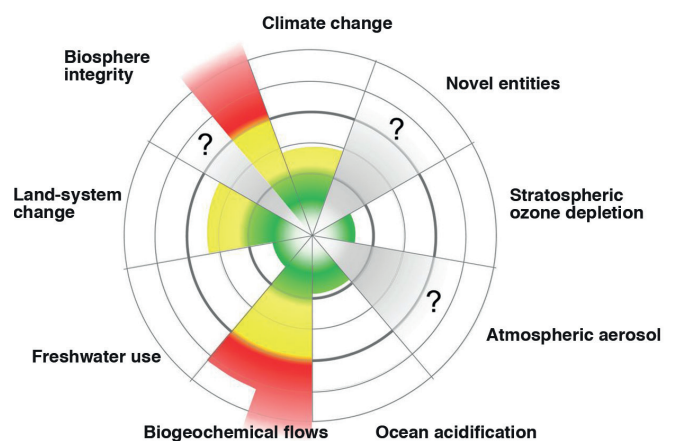 Climate change
Biosphere
integrity
Novel entities
?
?
Land-system
change
Stratospheric
ozone depletion
?
Atmospheric aerosol
Freshwater use
Biogeochemical flows
Ocean acidification